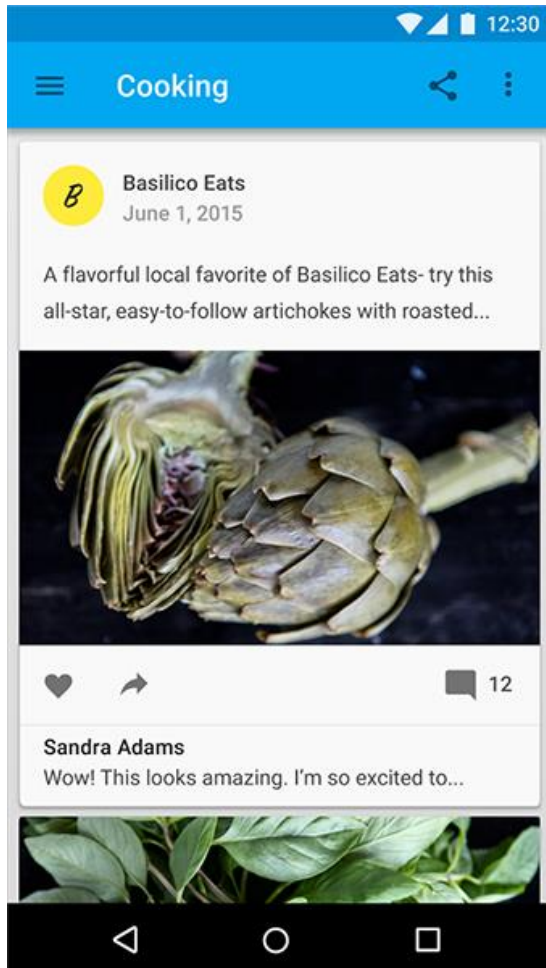 12:30
Cooking
B
Basilico Eats
June 1, 2015
A flavorful local favorite of Basilico Eats- try this
all-star, easy-to-follow artichokes with roasted...
12
Sandra Adams
Wow! This looks amazing. I'm so excited to...